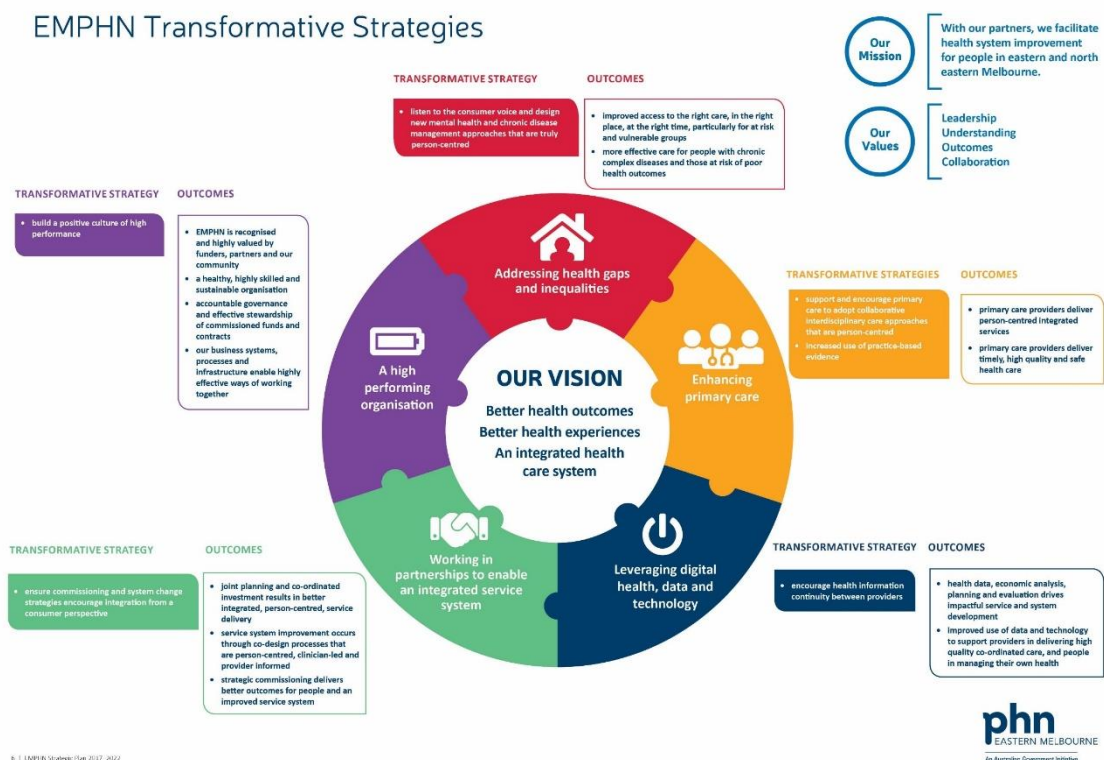 EMPHN Transformative Strategies
Our
Mission
With our partners, we facilitate
health system improvement
for people in eastern and north
eastern Melbourne.
Our
Values
Leadership
Understanding
Outcomes
Collaboration
TRANSFORMATIVE STRATEGY
OUTCOMES
• listen to the consumer voice and design
new mental health and chronic disease
management approaches that are truly
person-centred
• improved access to the right care, in the right
place, at the right time, particularly for at risk
and vulnerable groups
• more effective care for people with chronic
complex diseases and those at risk of poor
health outcomes
TRANSFORMATIVE STRATEGY
OUTCOMES
• build a positive culture of high
performance
• EMPHN is recognised
and highly valued by
funders, partners and our
community
• a healthy, highly skilled and
sustainable organisation
• accountable governance
and effective stewardship
of commissioned funds and
contracts
• our business systems,
processes and
infrastructure enable highly
effective ways of working
together
Addressing health gaps
and inequalities
TRANSFORMATIVE STRATEGIES
OUTCOMES
• support and encourage primary
care to adopt collaborative
interdisciplinary care approaches
that are person-centred
• increased use of practice-based
evidence
• primary care providers deliver
person-centred integrated
services
• primary care providers deliver
timely, high quality and safe
health care
A high
performing
organisation
OUR VISION
Better health outcomes
Better health experiences
An integrated health
care system
Enhancing
primary care
Working in
partnerships to enable
an integrated service
system
Leveraging digital
health, data and
technology
TRANSFORMATIVE STRATEGY
OUTCOMES
• ensure commissioning and system change
strategies encourage integration from a
consumer perspective
• joint planning and co-ordinated
investment results in better
integrated, person-centred, service
delivery
• service system improvement occurs
through co-design processes that
are person-centred, clinician-led and
provider informed
• strategic commissioning delivers
better outcomes for people and an
improved service system
TRANSFORMATIVE STRATEGY
OUTCOMES
• encourage health information
continuity between providers
• health data, economic analysis,
planning and evaluation drives
impactful service and system
development
• improved use of data and technology
to support providers in delivering high
quality co-ordinated care, and people
in managing their own health
phn
EASTERN MELBOURNE
An Australian Government Initiative
6 | EMPHN Strategic Plan 2017-2022